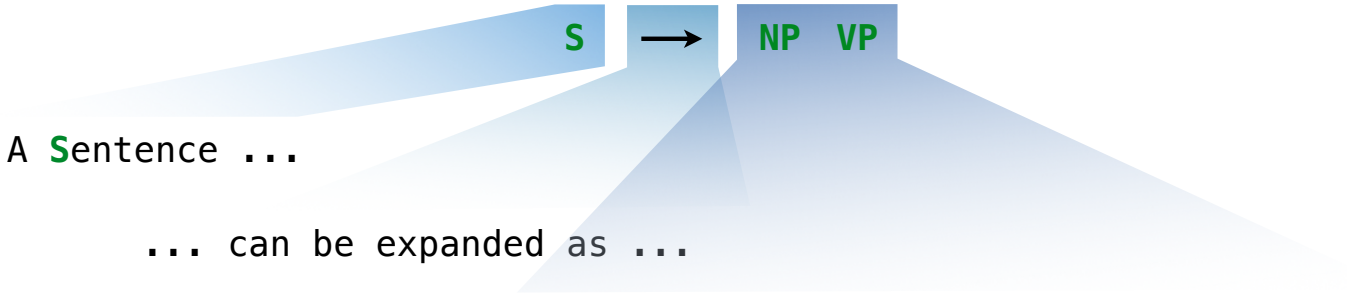 S → NP VP
A Sentence ...
... can be expanded as ...